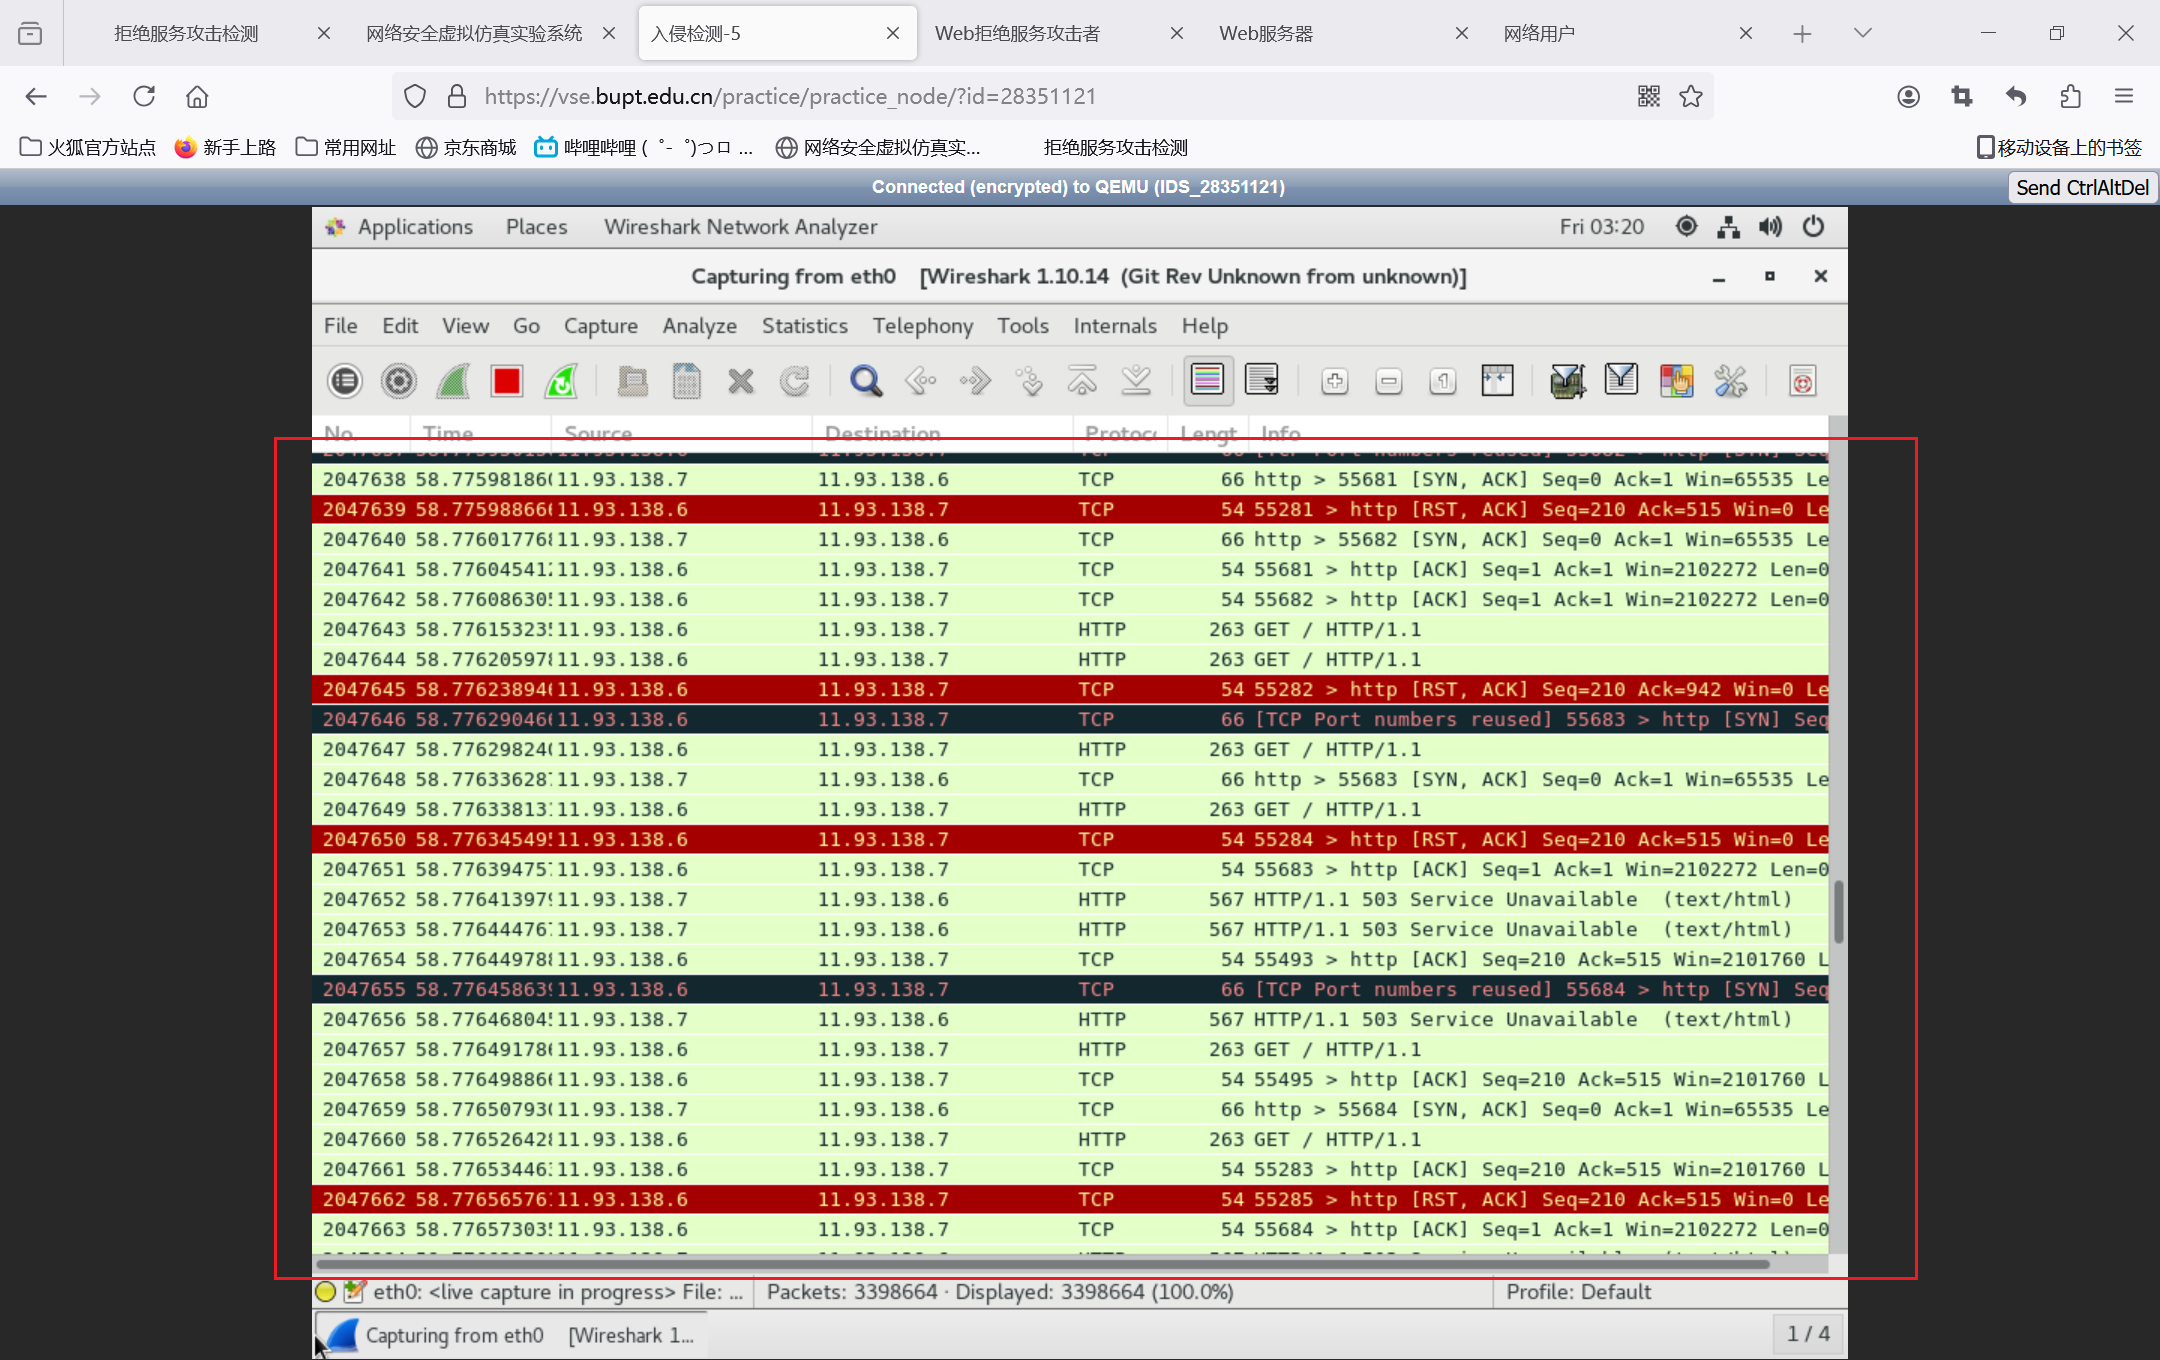 拒绝服务攻击检测
网络安全虚拟仿真实验系统
入侵检测-5
Web拒绝服务攻击者
Web服务器
网络用户
https://vse.bupt.edu.cn/practice/practice_node/?id=28351121
火狐官方站点
新手上路
常用网址
京东商城
哔哩哔哩 ( ゜- ゜)つロ ...
网络安全虚拟仿真实...
拒绝服务攻击检测
移动设备上的书签
Connected (encrypted) to QEMU (IDS_28351121)
Send CtrlAltDel
Applications Places Wireshark Network Analyzer Fri 03:20
Capturing from eth0 [Wireshark 1.10.14 (Git Rev Unknown from unknown)]
File Edit View Go Capture Analyze Statistics Telephony Tools Internals Help
No. Time Source Destination Protoc Lengt Info
2047638 58.77598186 11.93.138.7 11.93.138.6 TCP 66 http > 55681 [SYN, ACK] Seq=0 Ack=1 Win=65535 Le
2047639 58.77598866 11.93.138.6 11.93.138.7 TCP 54 55281 > http [RST, ACK] Seq=210 Ack=515 Win=0 Le
2047640 58.77601776 11.93.138.7 11.93.138.6 TCP 66 http > 55682 [SYN, ACK] Seq=0 Ack=1 Win=65535 Le
2047641 58.77604541 11.93.138.6 11.93.138.7 TCP 54 55681 > http [ACK] Seq=1 Ack=1 Win=2102272 Len=0
2047642 58.77608630 11.93.138.6 11.93.138.7 TCP 54 55682 > http [ACK] Seq=1 Ack=1 Win=2102272 Len=0
2047643 58.77615323 11.93.138.6 11.93.138.7 HTTP 263 GET / HTTP/1.1
2047644 58.77620597 11.93.138.6 11.93.138.7 HTTP 263 GET / HTTP/1.1
2047645 58.77623894 11.93.138.6 11.93.138.7 TCP 54 55282 > http [RST, ACK] Seq=210 Ack=942 Win=0 Le
2047646 58.77629046 11.93.138.6 11.93.138.7 TCP 66 [TCP Port numbers reused] 55683 > http [SYN] Seq
2047647 58.77629824 11.93.138.6 11.93.138.7 HTTP 263 GET / HTTP/1.1
2047648 58.77633628 11.93.138.7 11.93.138.6 TCP 66 http > 55683 [SYN, ACK] Seq=0 Ack=1 Win=65535 Le
2047649 58.77633813 11.93.138.6 11.93.138.7 HTTP 263 GET / HTTP/1.1
2047650 58.77634549 11.93.138.6 11.93.138.7 TCP 54 55284 > http [RST, ACK] Seq=210 Ack=515 Win=0 Le
2047651 58.77639475 11.93.138.6 11.93.138.7 TCP 54 55683 > http [ACK] Seq=1 Ack=1 Win=2102272 Len=0
2047652 58.77641397 11.93.138.7 11.93.138.6 HTTP 567 HTTP/1.1 503 Service Unavailable (text/html)
2047653 58.77644476 11.93.138.7 11.93.138.6 HTTP 567 HTTP/1.1 503 Service Unavailable (text/html)
2047654 58.77644978 11.93.138.6 11.93.138.7 TCP 54 55493 > http [ACK] Seq=210 Ack=515 Win=2101760 L
2047655 58.77645863 11.93.138.6 11.93.138.7 TCP 66 [TCP Port numbers reused] 55684 > http [SYN] Seq
2047656 58.77646804 11.93.138.7 11.93.138.6 HTTP 567 HTTP/1.1 503 Service Unavailable (text/html)
2047657 58.77649178 11.93.138.6 11.93.138.7 HTTP 263 GET / HTTP/1.1
2047658 58.77649886 11.93.138.6 11.93.138.7 TCP 54 55495 > http [ACK] Seq=210 Ack=515 Win=2101760 L
2047659 58.77650793 11.93.138.7 11.93.138.6 TCP 66 http > 55684 [SYN, ACK] Seq=0 Ack=1 Win=65535 Le
2047660 58.77652642 11.93.138.6 11.93.138.7 HTTP 263 GET / HTTP/1.1
2047661 58.77653446 11.93.138.6 11.93.138.7 TCP 54 55283 > http [ACK] Seq=210 Ack=515 Win=2101760 L
2047662 58.77656576 11.93.138.6 11.93.138.7 TCP 54 55285 > http [RST, ACK] Seq=210 Ack=515 Win=0 Le
2047663 58.77657303 11.93.138.6 11.93.138.7 TCP 54 55684 > http [ACK] Seq=1 Ack=1 Win=2102272 Len=0
eth0: <live capture in progress> File: ... Packets: 3398664 · Displayed: 3398664 (100.0%) Profile: Default
Capturing from eth0 [Wireshark 1... 1 / 4